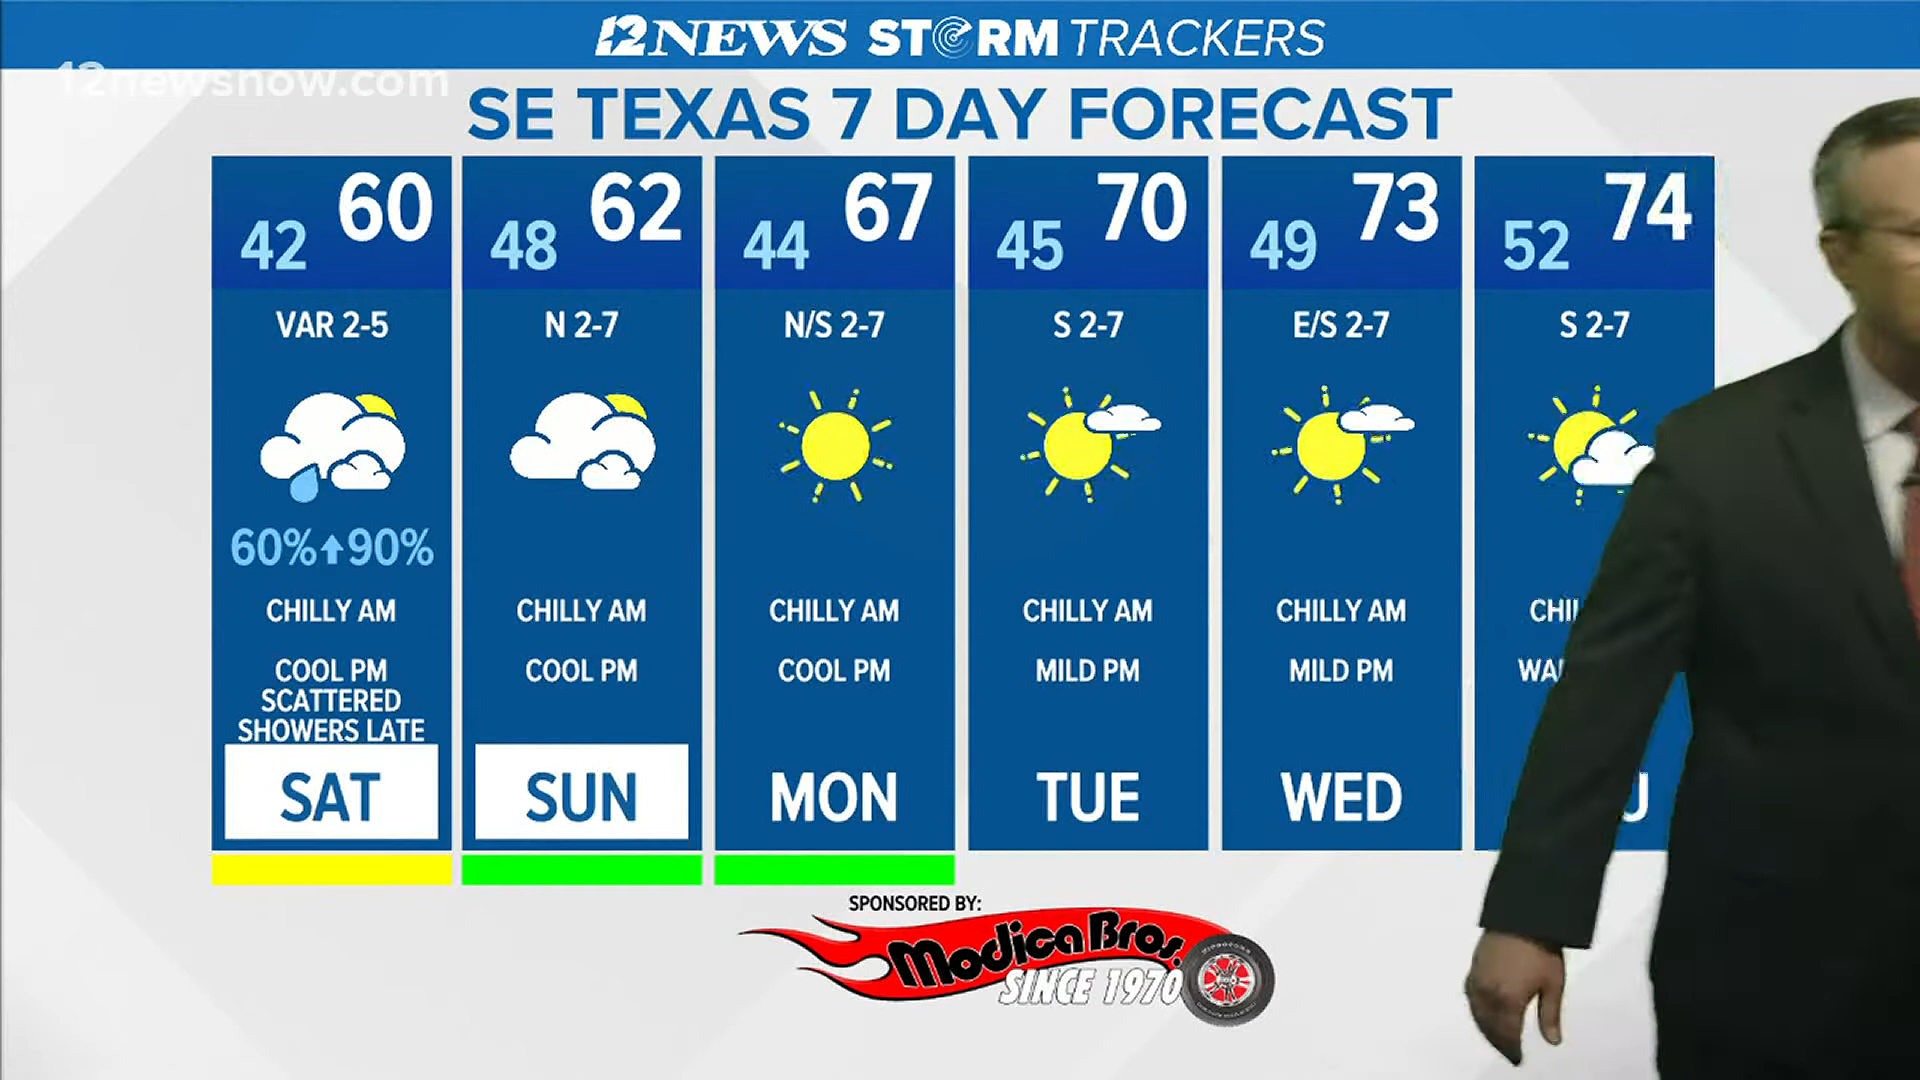 12NEWS STORM TRACKERS
12newsnow.com
SE TEXAS 7 DAY FORECAST
42 60
VAR 2-5
60% 90%
CHILLY AM
COOL PM
SCATTERED
SHOWERS LATE
SAT
48 62
N 2-7
CHILLY AM
COOL PM
SUN
44 67
N/S 2-7
CHILLY AM
COOL PM
MON
45 70
S 2-7
CHILLY AM
MILD PM
TUE
49 73
E/S 2-7
CHILLY AM
MILD PM
WED
52 74
S 2-7
SPONSORED BY:
Modica Bros.
SINCE 1970